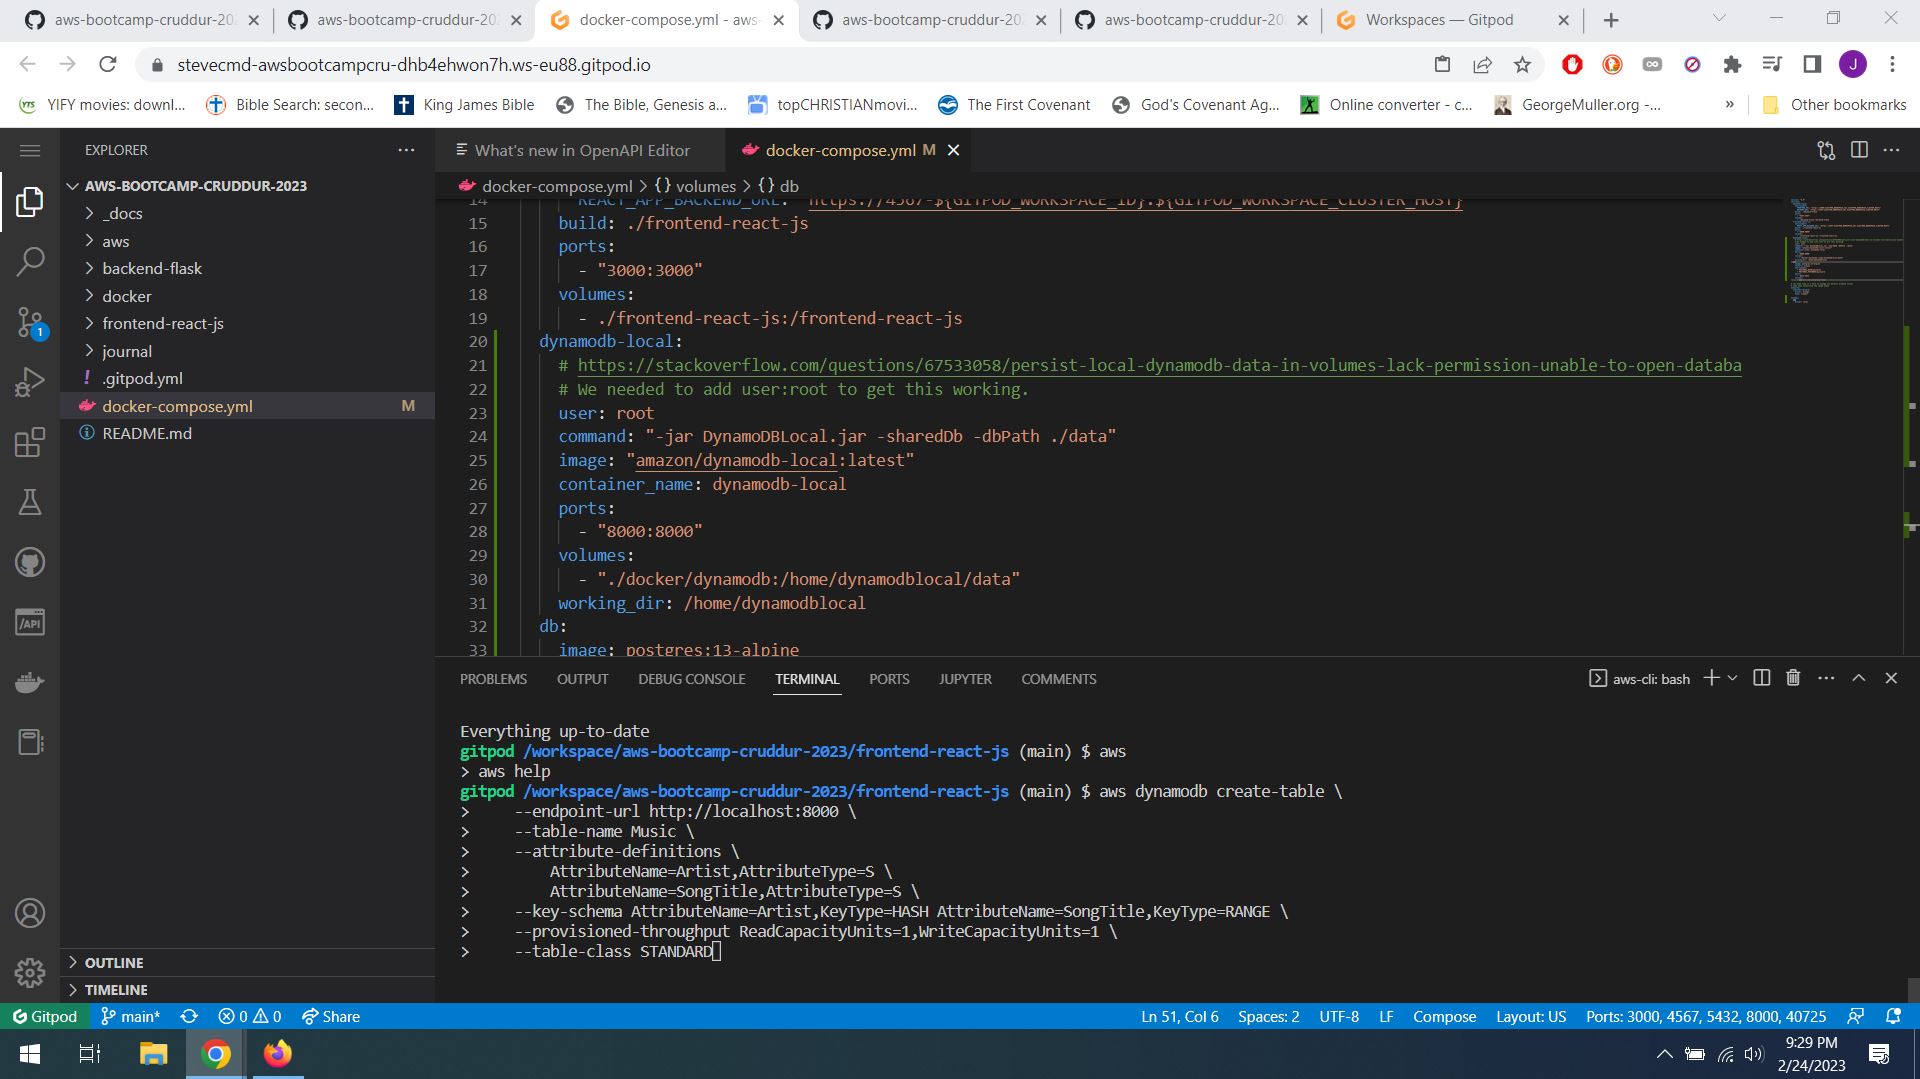 aws-bootcamp-cruddur-202
aws-bootcamp-cruddur-202
docker-compose.yml - aws-
aws-bootcamp-cruddur-202
aws-bootcamp-cruddur-20
Workspaces — Gitpod
stevecmd-awsbootcampcru-dhb4ehwon7h.ws-eu88.gitpod.io
J
YTS YIFY movies: downl...
Bible Search: secon...
King James Bible
The Bible, Genesis a...
topCHRISTIANmovi...
The First Covenant
God's Covenant Ag...
Online converter - c...
GeorgeMuller.org -...
»
Other bookmarks
EXPLORER
What's new in OpenAPI Editor
docker-compose.yml M
AWS-BOOTCAMP-CRUDDUR-2023
docker-compose.yml > {} volumes > {} db
_docs
aws
backend-flask
docker
frontend-react-js
journal
! .gitpod.yml
docker-compose.yml M
README.md
1
/API
OUTLINE
TIMELINE
14 REACT_APP_BACKEND_URL: "https://4567-${GITPOD_WORKSPACE_ID}.${GITPOD_WORKSPACE_CLUSTER_HOST}
15 build: ./frontend-react-js
16 ports:
17 - "3000:3000"
18 volumes:
19 - ./frontend-react-js:/frontend-react-js
20 dynamodb-local:
21 # https://stackoverflow.com/questions/67533058/persist-local-dynamodb-data-in-volumes-lack-permission-unable-to-open-databa
22 # We needed to add user:root to get this working.
23 user: root
24 command: "-jar DynamoDBLocal.jar -sharedDb -dbPath ./data"
25 image: "amazon/dynamodb-local:latest"
26 container_name: dynamodb-local
27 ports:
28 - "8000:8000"
29 volumes:
30 - "./docker/dynamodb:/home/dynamodblocal/data"
31 working_dir: /home/dynamodblocal
32 db:
33 image: postgres:13-alpine
PROBLEMS OUTPUT DEBUG CONSOLE TERMINAL PORTS JUPYTER COMMENTS
aws-cli: bash
Everything up-to-date
gitpod /workspace/aws-bootcamp-cruddur-2023/frontend-react-js (main) $ aws
> aws help
gitpod /workspace/aws-bootcamp-cruddur-2023/frontend-react-js (main) $ aws dynamodb create-table \
> --endpoint-url http://localhost:8000 \
> --table-name Music \
> --attribute-definitions \
> AttributeName=Artist,AttributeType=S \
> AttributeName=SongTitle,AttributeType=S \
> --key-schema AttributeName=Artist,KeyType=HASH AttributeName=SongTitle,KeyType=RANGE \
> --provisioned-throughput ReadCapacityUnits=1,WriteCapacityUnits=1 \
> --table-class STANDARD
Gitpod main* 0 0 Share
Ln 51, Col 6 Spaces: 2 UTF-8 LF Compose Layout: US Ports: 3000, 4567, 5432, 8000, 40725
9:29 PM
2/24/2023